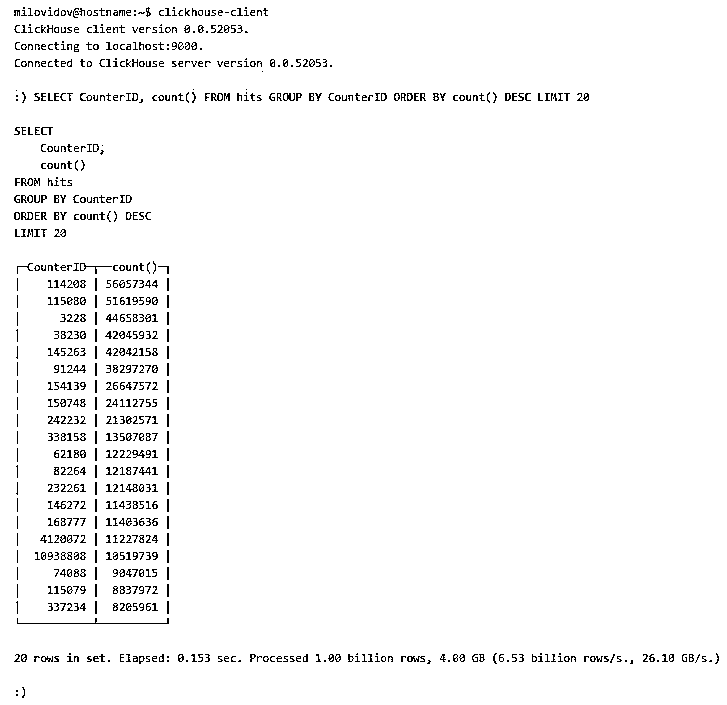 milovidov@hostname:~$ clickhouse-client
ClickHouse client version 0.0.52053.
Connecting to localhost:9000.
Connected to ClickHouse server version 0.0.52053.

:) SELECT CounterID, count() FROM hits GROUP BY CounterID ORDER BY count() DESC LIMIT 20

SELECT
    CounterID,
    count()
FROM hits
GROUP BY CounterID
ORDER BY count() DESC
LIMIT 20

┌─CounterID─┬──count()─┐
│    114208 │ 56057344 │
│    115080 │ 51619590 │
│      3228 │ 44658301 │
│     38230 │ 42045932 │
│    145263 │ 42042158 │
│     91244 │ 38297270 │
│    154139 │ 26647572 │
│    150748 │ 24112755 │
│    242232 │ 21302571 │
│    338158 │ 13507087 │
│     62180 │ 12229491 │
│     82264 │ 12187441 │
│    232261 │ 12148031 │
│    146272 │ 11438516 │
│    168777 │ 11403636 │
│   4120072 │ 11227824 │
│  10938808 │ 10519739 │
│     74088 │  9047015 │
│    115079 │  8837972 │
│    337234 │  8205961 │
└───────────┴──────────┘

20 rows in set. Elapsed: 0.153 sec. Processed 1.00 billion rows, 4.00 GB (6.53 billion rows/s., 26.10 GB/s.)

:)